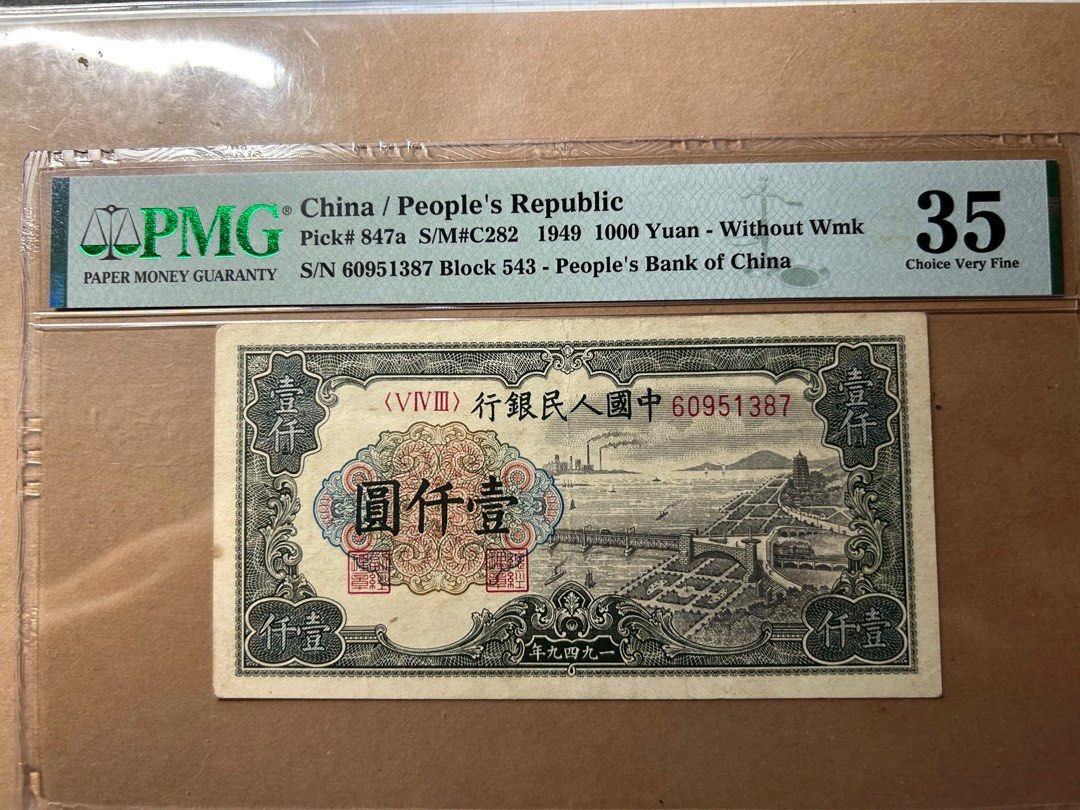 PMG®
PAPER MONEY GUARANTY
China / People's Republic
Pick# 847a S/M#C282 1949 1000 Yuan - Without Wmk
S/N 60951387 Block 543 - People's Bank of China
35
Choice Very Fine
壹仟
壹仟
〈V IV III〉 行銀民人國中 60951387
圓仟壹
仟壹
仟壹
年九四九一